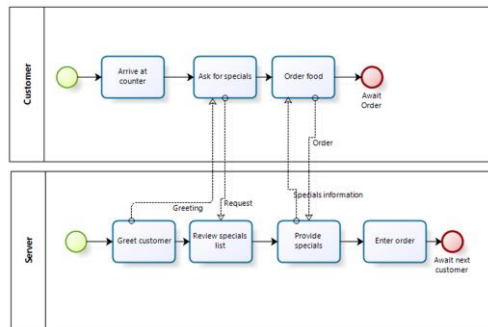 Customer
Arrive at
counter
Ask for specials
Order food
Await
Order
Order
Greeting
Request
Specials information
Server
Greet customer
Review specials
list
Provide
specials
Enter order
Await next
customer